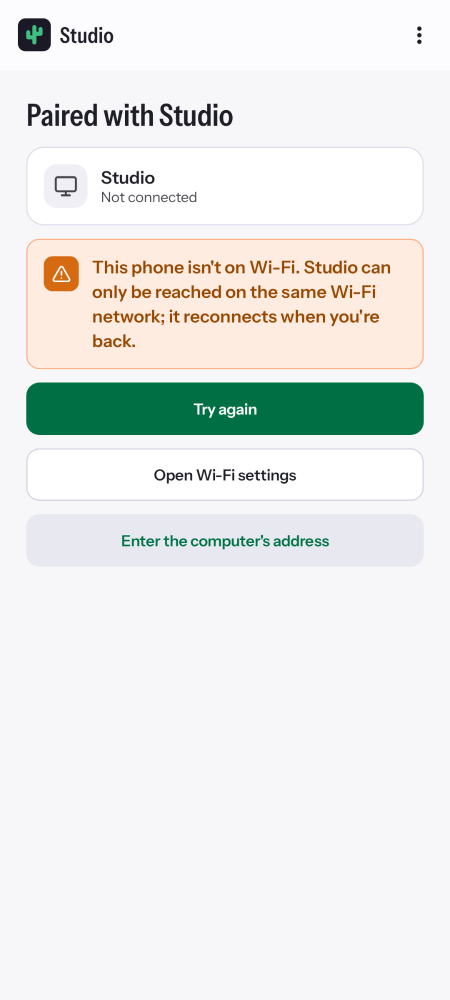 Studio
Paired with Studio
Studio
Not connected
This phone isn't on Wi-Fi. Studio can
only be reached on the same Wi-Fi
network; it reconnects when you're
back.
Try again
Open Wi-Fi settings
Enter the computer's address